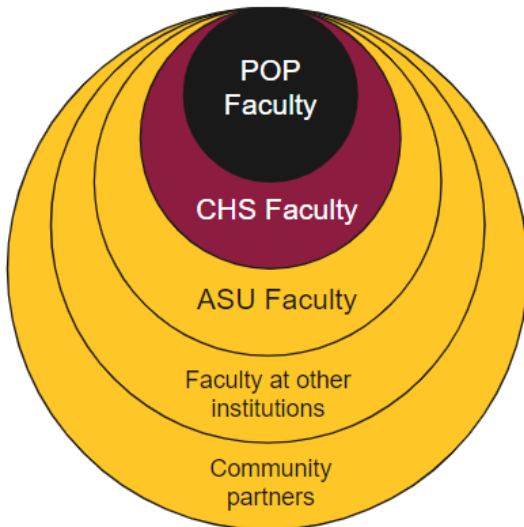 POP
Faculty
CHS Faculty
ASU Faculty
Faculty at other
institutions
Community
partners